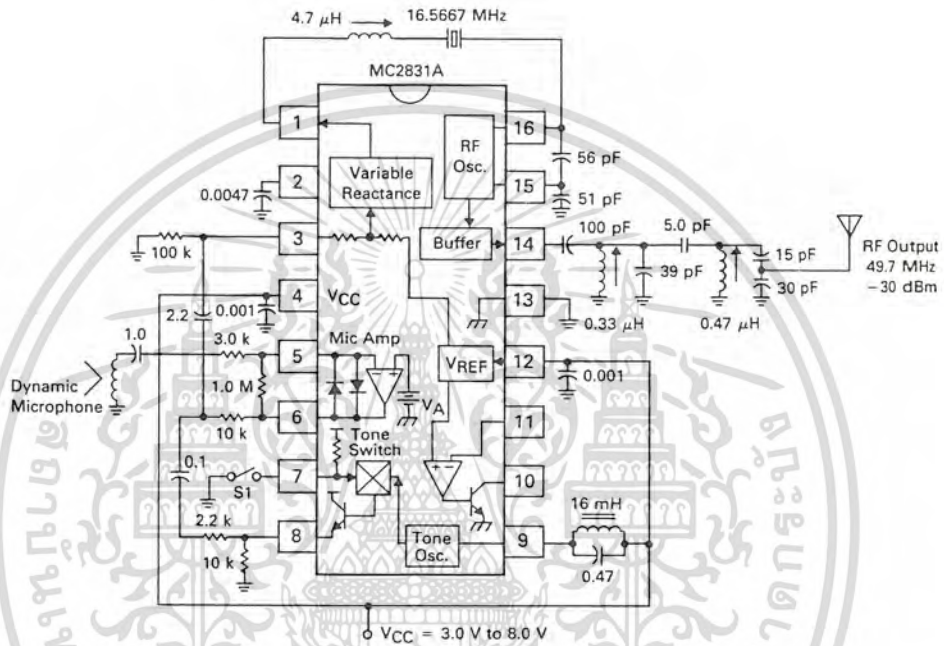 4.7 μH
16.5667 MHz
MC2831A
1
Variable
Reactance
RF
Osc.
16
56 pF
15
51 pF
2
0.0047
3
100 k
Buffer
14
100 pF
5.0 pF
15 pF
30 pF
39 pF
0.33 μH
0.47 μH
RF Output
49.7 MHz
−30 dBm
13
4
VCC
0.001
2.2
1.0
3.0 k
5
Mic Amp
VREF
12
0.001
Dynamic
Microphone
1.0 M
VA
10 k
6
11
0.1
Tone
Switch
S1
7
10
2.2 k
8
10 k
Tone
Osc.
9
16 mH
0.47
+ −
+ −
VCC = 3.0 V to 8.0 V